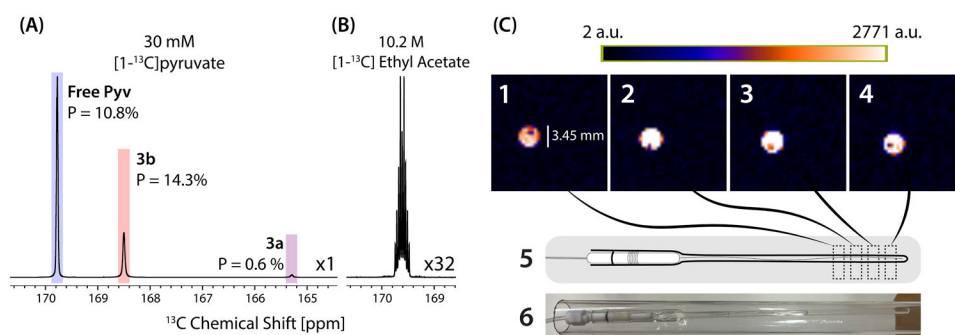 (A)
30 mM
[1-¹³C]pyruvate
Free Pyv
P = 10.8%
3b
P = 14.3%
3a
P = 0.6 %
x1
170 169 168 167 166 165
(B)
10.2 M
[1-¹³C] Ethyl Acetate
x32
170 169
¹³C Chemical Shift [ppm]
(C)
2 a.u. 2771 a.u.
1 2 3 4
3.45 mm
5
6